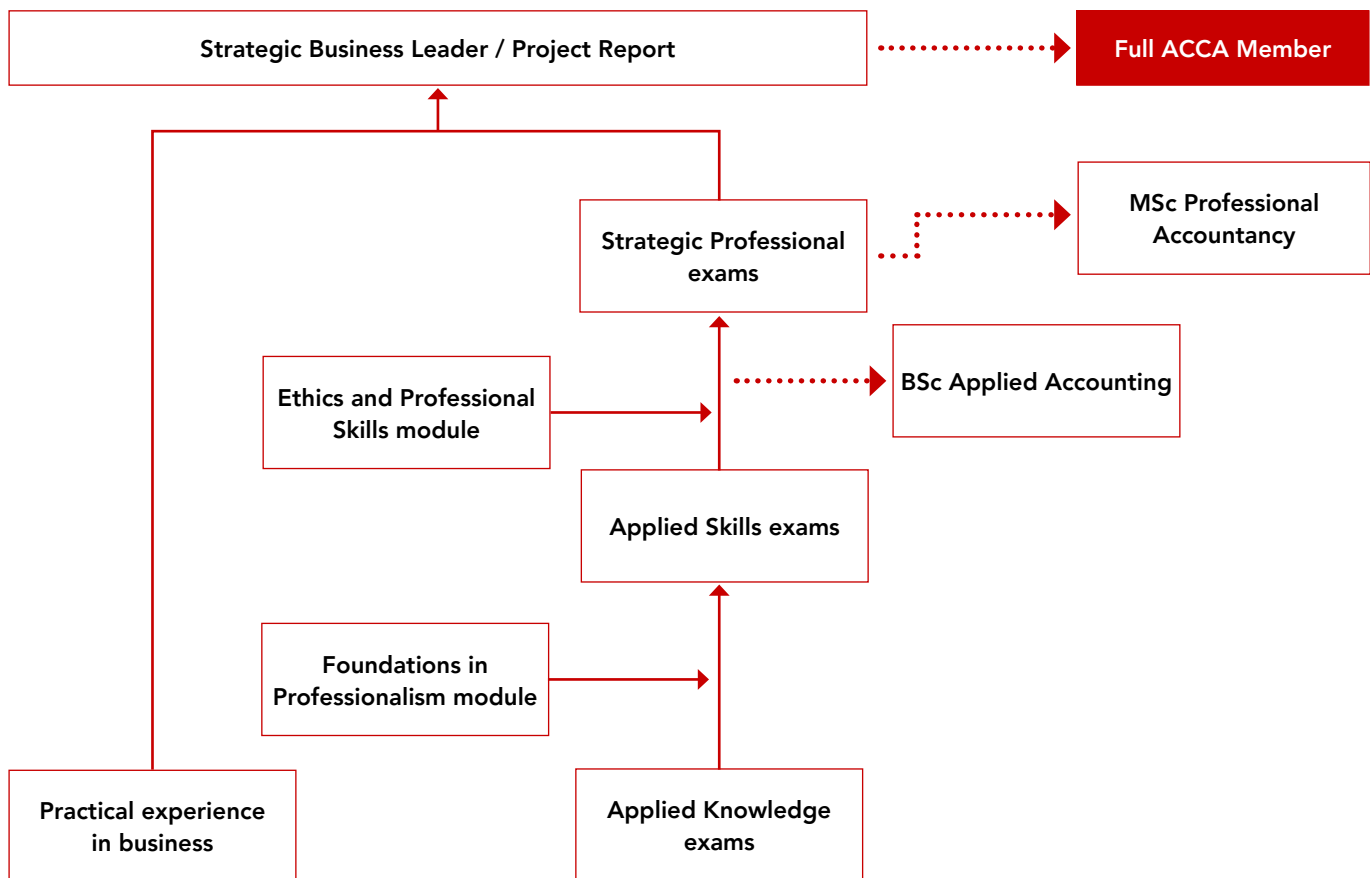 Strategic Business Leader / Project Report
Full ACCA Member
MSc Professional
Accountancy
Strategic Professional
exams
BSc Applied Accounting
Ethics and Professional
Skills module
Applied Skills exams
Foundations in
Professionalism module
Practical experience
in business
Applied Knowledge
exams